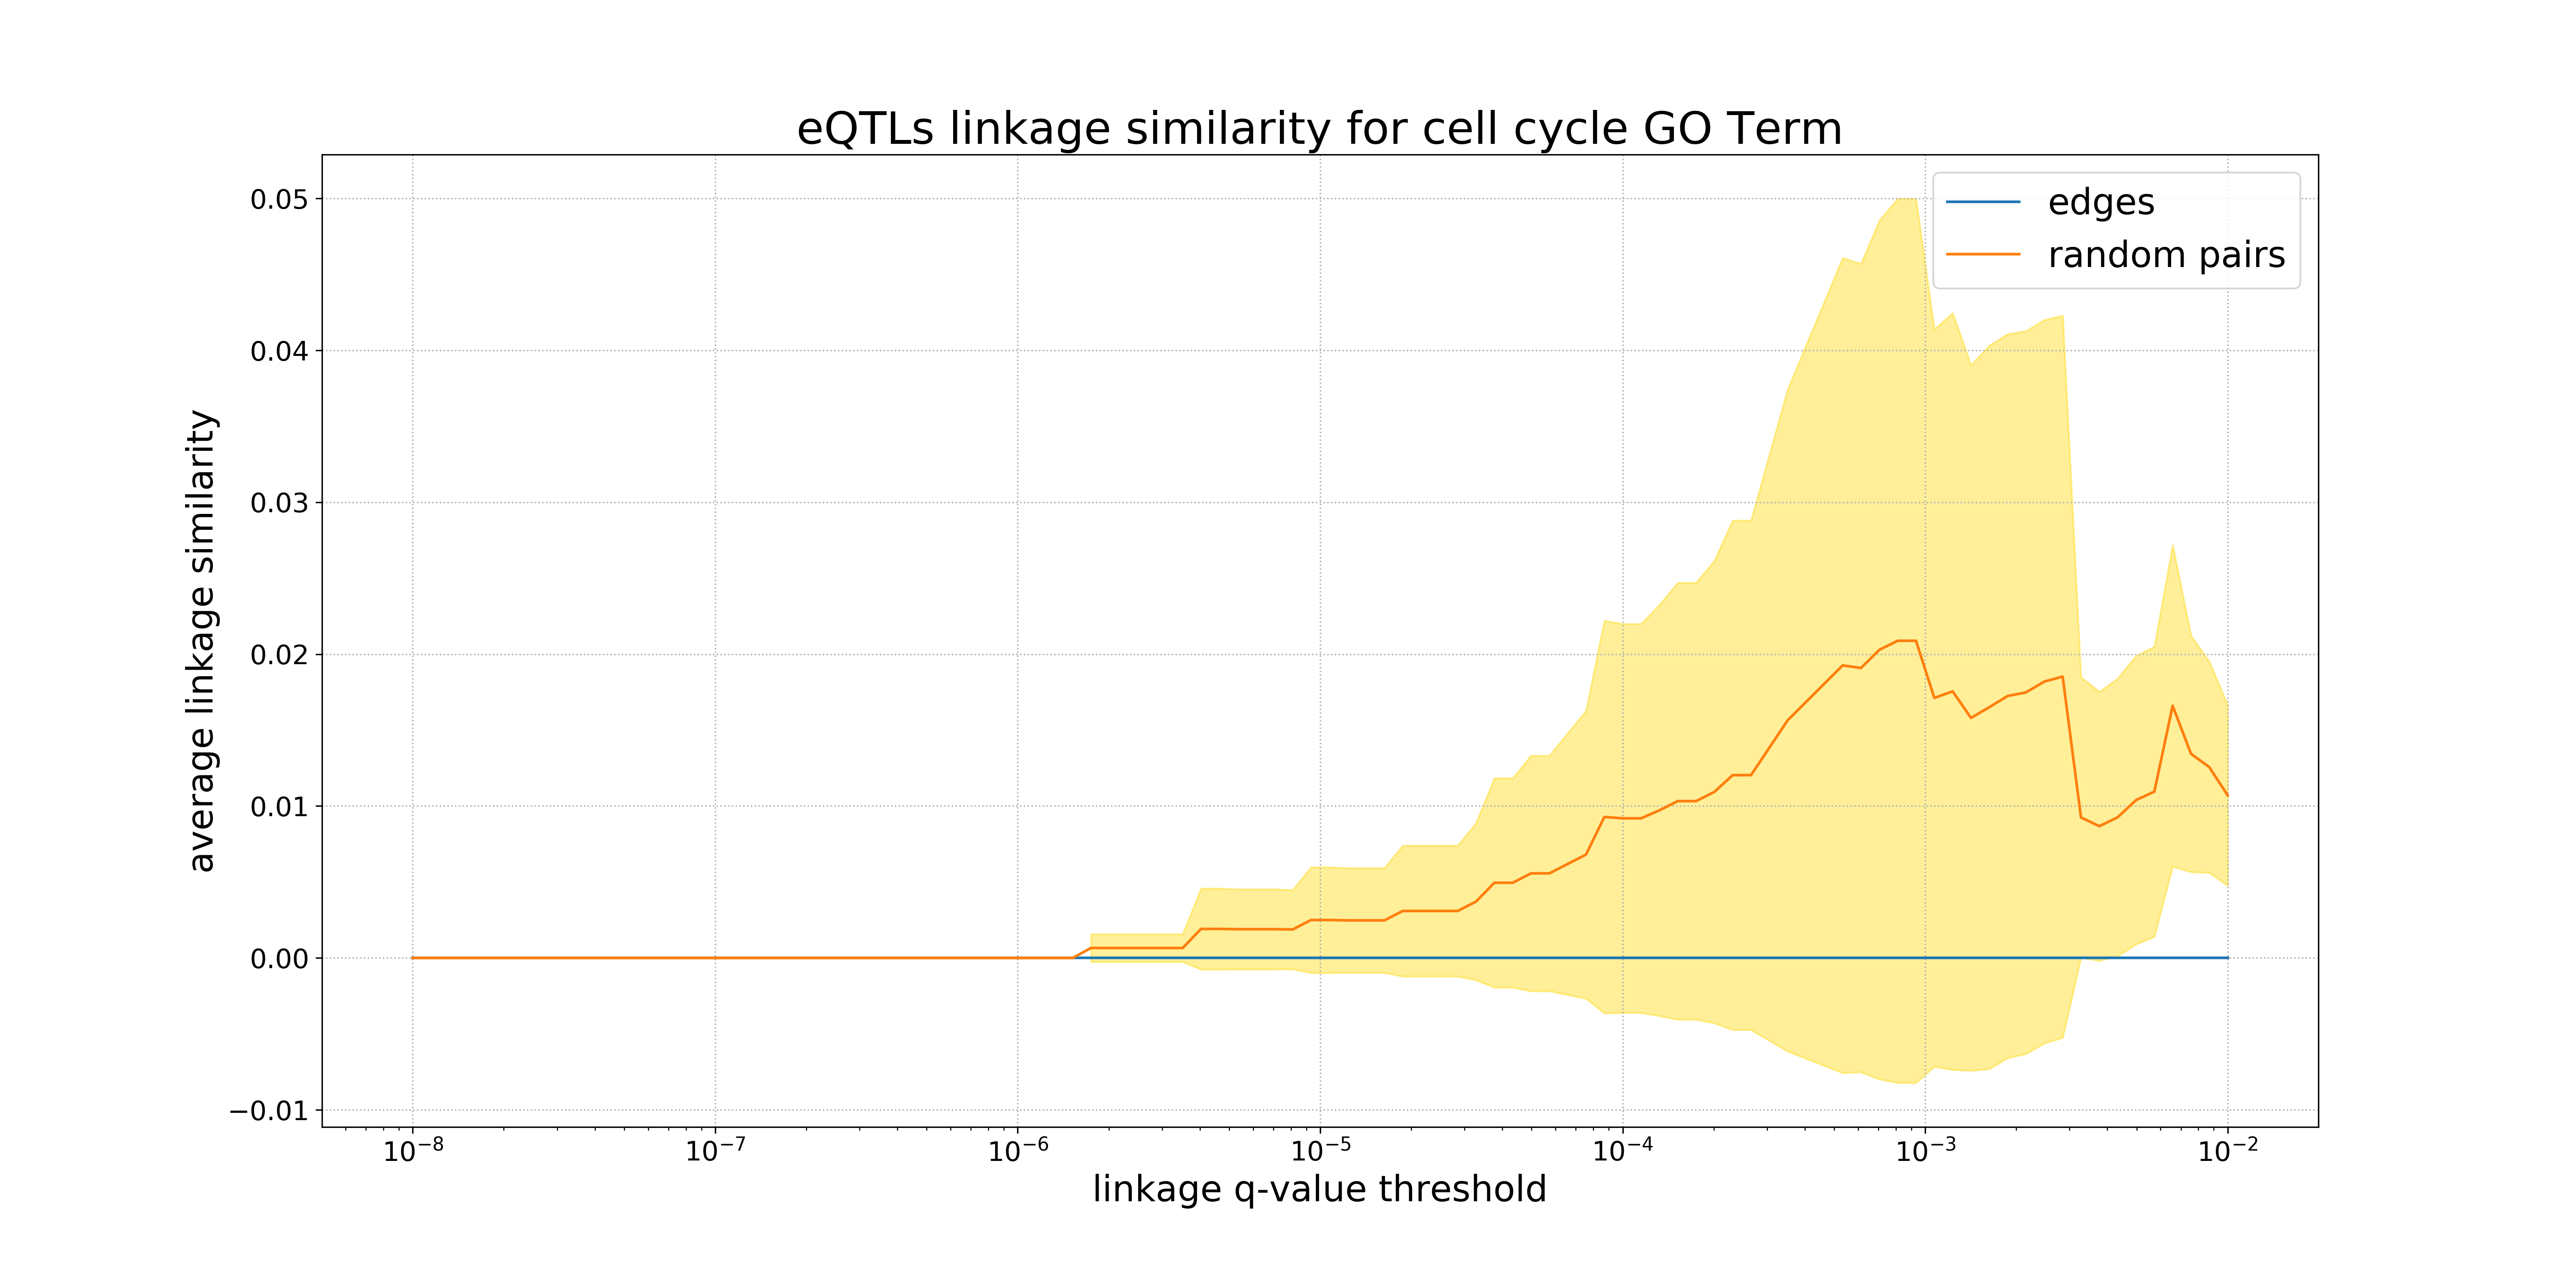 eQTLs linkage similarity for cell cycle GO Term
edges
random pairs
0.05
0.04
0.03
0.02
0.01
0.00
−0.01
average linkage similarity
10⁻⁸ 10⁻⁷ 10⁻⁶ 10⁻⁵ 10⁻⁴ 10⁻³ 10⁻²
linkage q-value threshold